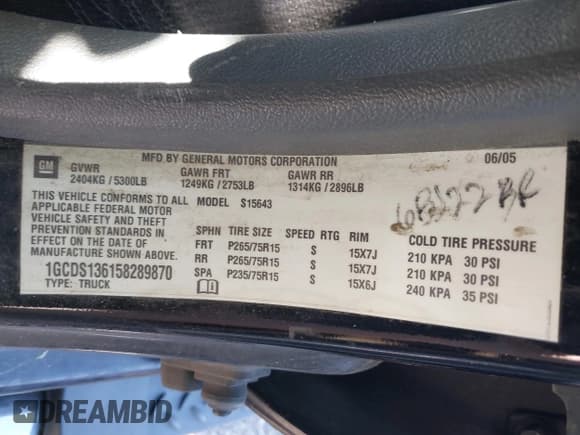 MFD BY GENERAL MOTORS CORPORATION 06/05
GM
GVWR GAWR FRT GAWR RR
2404KG / 5300LB 1249KG / 2753LB 1314KG / 2896LB
THIS VEHICLE CONFORMS TO ALL
APPLICABLE FEDERAL MOTOR
VEHICLE SAFETY AND THEFT
PREVENTION STANDARDS IN
EFFECT ON THE DATE OF
MANUFACTURE SHOWN ABOVE.
1GCDS136158289870
TYPE: TRUCK
MODEL S15643
SPHN TIRE SIZE SPEED RTG RIM COLD TIRE PRESSURE
FRT P265/75R15 S 15X7J 210 KPA 30 PSI
RR P265/75R15 S 15X7J 210 KPA 30 PSI
SPA P235/75R15 S 15X6J 240 KPA 35 PSI
DREAMBID